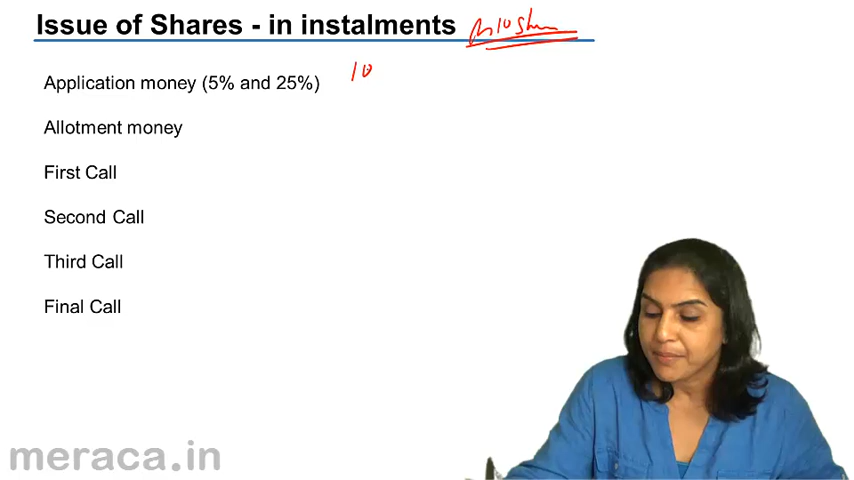 Issue of Shares - in instalments
Application money (5% and 25%) 10
Allotment money
First Call
Second Call
Third Call
Final Call
meraca.in